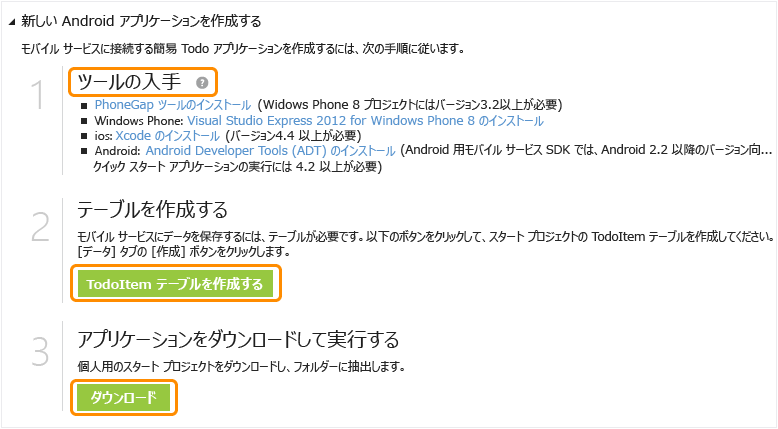 新しい Android アプリケーションを作成する
モバイル サービスに接続する簡易 Todo アプリケーションを作成するには、次の手順に従います。
1
ツールの入手 ?
PhoneGap ツールのインストール (Widows Phone 8 プロジェクトにはバージョン3.2以上が必要)
Windows Phone: Visual Studio Express 2012 for Windows Phone 8 のインストール
ios: Xcode のインストール (バージョン4.4 以上が必要)
Android: Android Developer Tools (ADT) のインストール (Android 用モバイル サービス SDK では、Android 2.2 以降のバージョン向...
クイック スタート アプリケーションの実行には 4.2 以上が必要)
2
テーブルを作成する
モバイル サービスにデータを保存するには、テーブルが必要です。以下のボタンをクリックして、スタート プロジェクトの TodoItem テーブルを作成してください。
[データ] タブの [作成] ボタンをクリックします。
TodoItem テーブルを作成する
3
アプリケーションをダウンロードして実行する
個人用のスタート プロジェクトをダウンロードし、フォルダーに抽出します。
ダウンロード